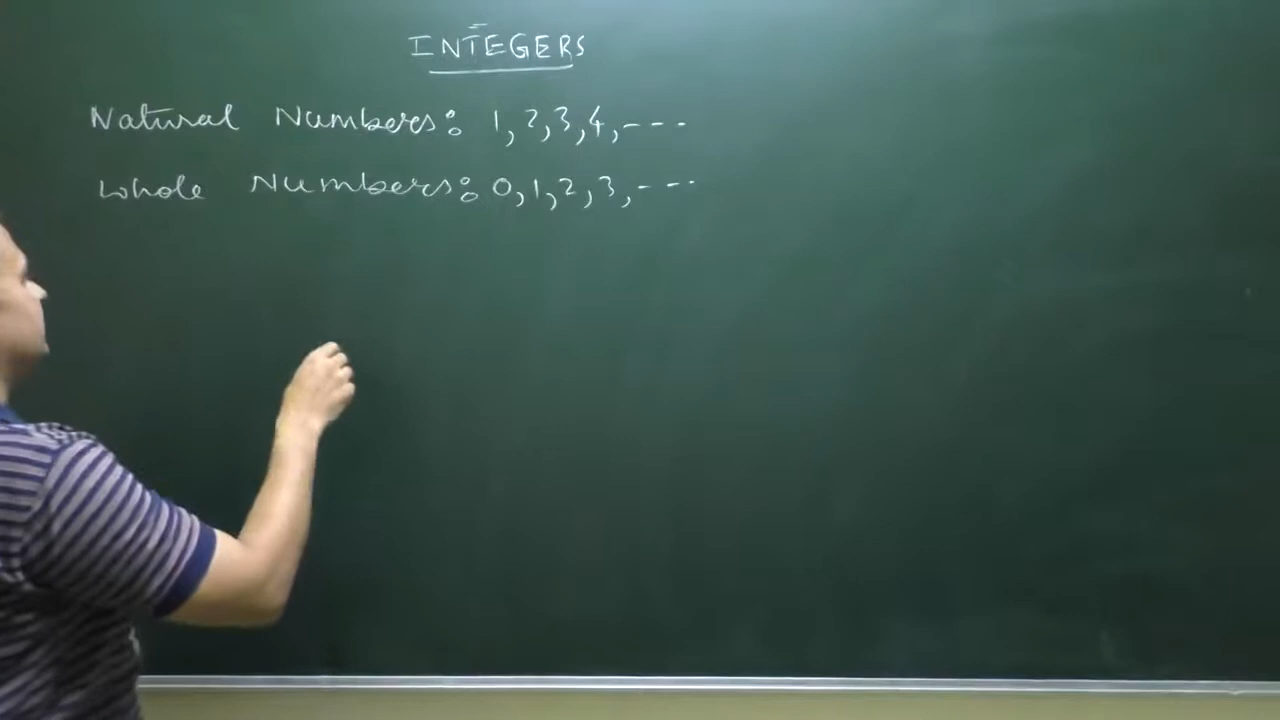 INTEGERS
Natural Numbers: 1, 2, 3, 4, ---
Whole Numbers: 0, 1, 2, 3, ---